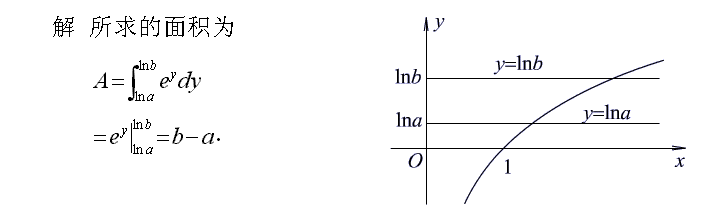 解 所求的面积为
A=∫_{lna}^{lnb} e^y dy
=e^y|_{lna}^{lnb}=b−a.
y
lnb
y=lnb
lna
y=lna
O
1
x